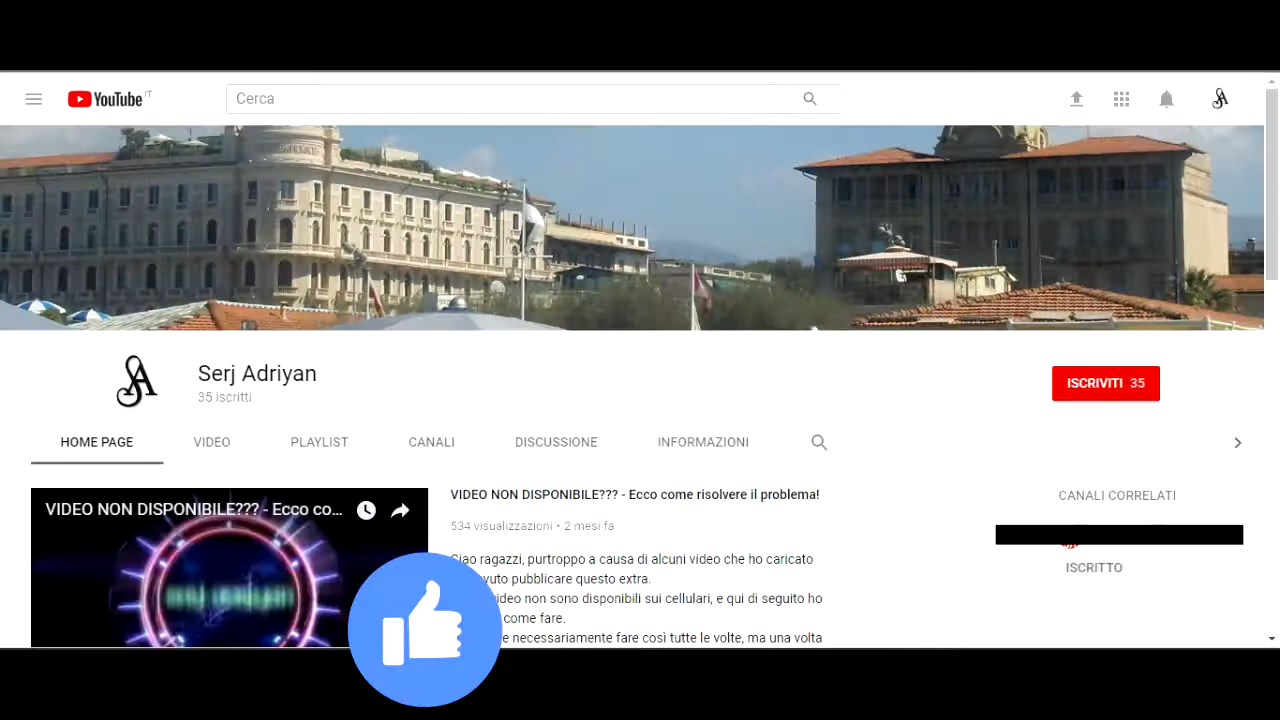 YouTube IT
Cerca
Serj Adriyan
35 iscritti
ISCRIVITI 35
HOME PAGE VIDEO PLAYLIST CANALI DISCUSSIONE INFORMAZIONI
VIDEO NON DISPONIBILE??? - Ecco co...
VIDEO NON DISPONIBILE??? - Ecco come risolvere il problema!
534 visualizzazioni • 2 mesi fa
Ciao ragazzi, purtroppo a causa di alcuni video che ho caricato
pubblicare questo extra.
non sono disponibili sui cellulari, e qui di seguito ho
come fare.
necessariamente fare così tutte le volte, ma una volta
CANALI CORRELATI
ISCRITTO